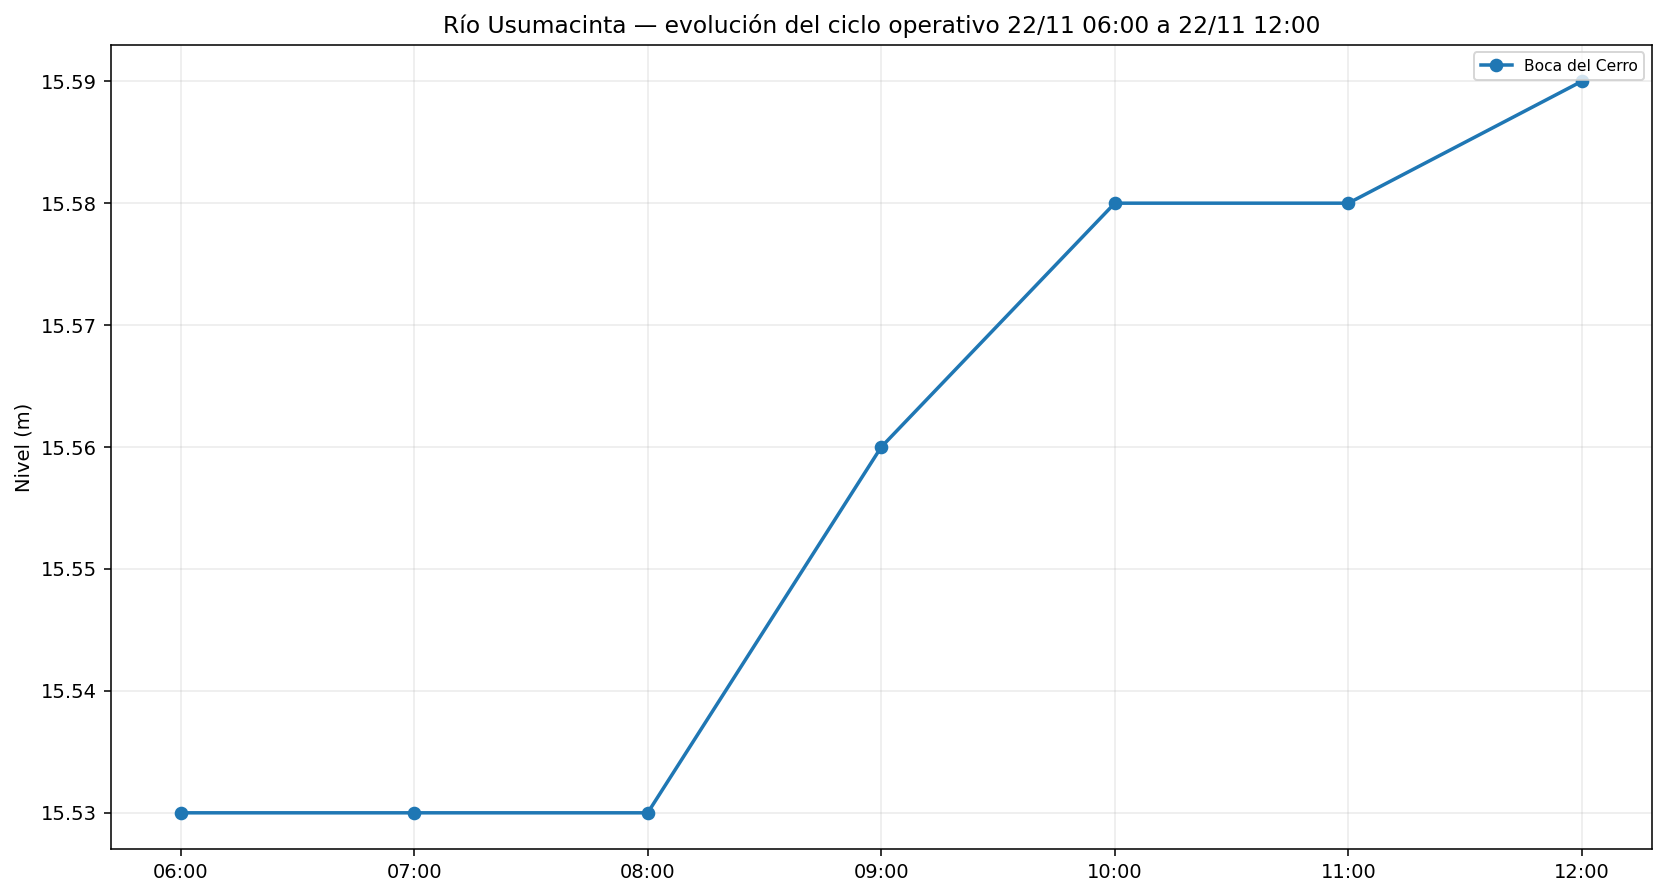 Río Usumacinta — evolución del ciclo operativo 22/11 06:00 a 22/11 12:00
Boca del Cerro
Nivel (m)
15.59
15.58
15.57
15.56
15.55
15.54
15.53
06:00 07:00 08:00 09:00 10:00 11:00 12:00